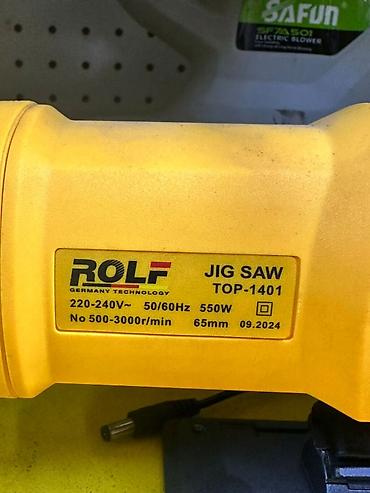 SAFUN
SF7A501
ELECTRIC BLOWER
ROLF
GERMANY TECHNOLOGY
JIG SAW
TOP-1401
220-240V~ 50/60Hz 550W
No 500-3000r/min 65mm 09.2024